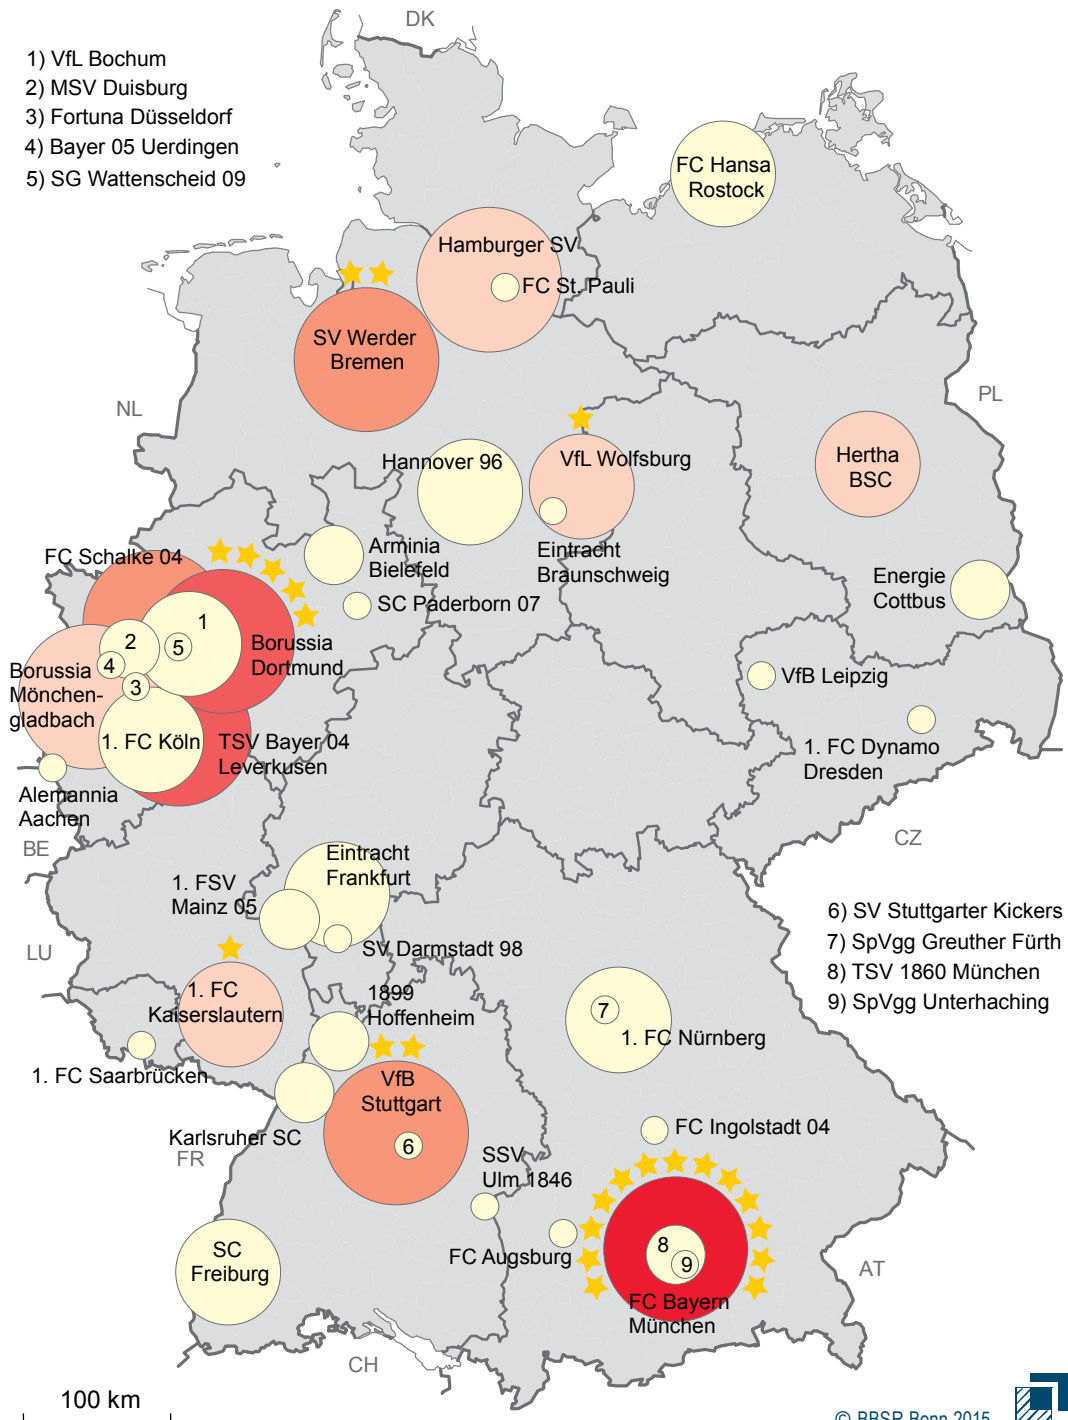 DK
1) VfL Bochum
2) MSV Duisburg
3) Fortuna Düsseldorf
4) Bayer 05 Uerdingen
5) SG Wattenscheid 09
FC Hansa
Rostock
Hamburger SV
FC St. Pauli
SV Werder
Bremen
NL
PL
Hannover 96
VfL Wolfsburg
Hertha
BSC
Eintracht
Braunschweig
FC Schalke 04
Arminia
Bielefeld
SC Paderborn 07
Energie
Cottbus
1
2
5
4
3
Borussia
Dortmund
Borussia
Mönchen-
gladbach
VfB Leipzig
1. FC Köln
TSV Bayer 04
Leverkusen
1. FC Dynamo
Dresden
Alemannia
Aachen
BE
CZ
Eintracht
Frankfurt
1. FSV
Mainz 05
SV Darmstadt 98
LU
6) SV Stuttgarter Kickers
7) SpVgg Greuther Fürth
8) TSV 1860 München
9) SpVgg Unterhaching
1. FC
Kaiserslautern
1899
Hoffenheim
7
1. FC Nürnberg
1. FC Saarbrücken
VfB
Stuttgart
6
Karlsruher SC
FR
FC Ingolstadt 04
SSV
Ulm 1846
SC
Freiburg
FC Augsburg
8
9
FC Bayern
München
AT
CH
100 km
© BBSR Bonn 2015